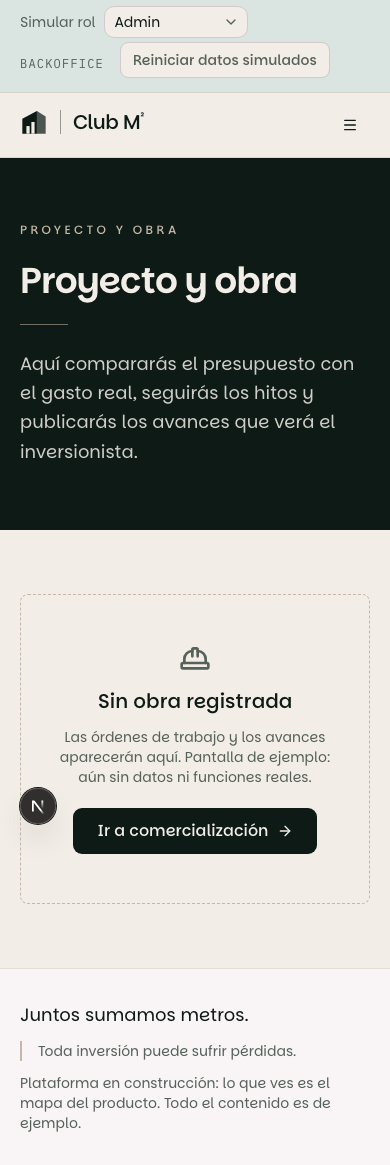 Simular rol Admin
BACKOFFICE Reiniciar datos simulados
Club M²
PROYECTO Y OBRA
Proyecto y obra
Aquí compararás el presupuesto con
el gasto real, seguirás los hitos y
publicarás los avances que verá el
inversionista.
Sin obra registrada
Las órdenes de trabajo y los avances
aparecerán aquí. Pantalla de ejemplo:
aún sin datos ni funciones reales.
N
Ir a comercialización →
Juntos sumamos metros.
Toda inversión puede sufrir pérdidas.
Plataforma en construcción: lo que ves es el
mapa del producto. Todo el contenido es de
ejemplo.